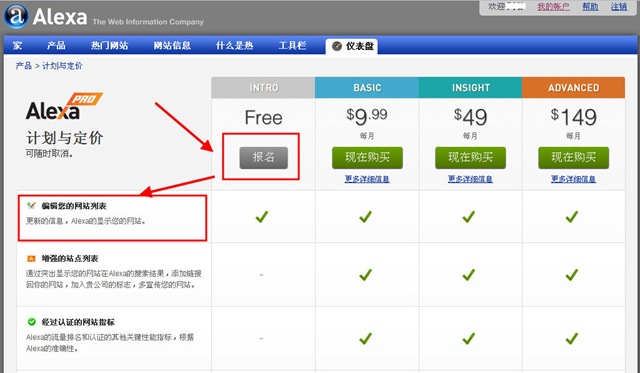 Alexa The Web Information Company
欢迎
我的账户 帮助 注销
家 产品 热门网站 网站信息 什么是热 工具栏 仪表盘
产品 > 计划与定价
Alexa PRO
计划与定价
可随时取消。
INTRO BASIC INSIGHT ADVANCED
Free $9.99 $49 $149
每月 每月 每月
报名 现在购买 现在购买 现在购买
更多详细信息 更多详细信息 更多详细信息
编辑您的网站列表
更新的信息，Alexa的显示您的网站。
增强的站点列表
通过突出显示您的网站在Alexa的搜索结果，添加链接
回你的网站，加入贵公司的标志，多宣传您的网站。
经过认证的网站指标
Alexa的流量排名和认证的其他关键性能指标，根据
Alexa的准确性。